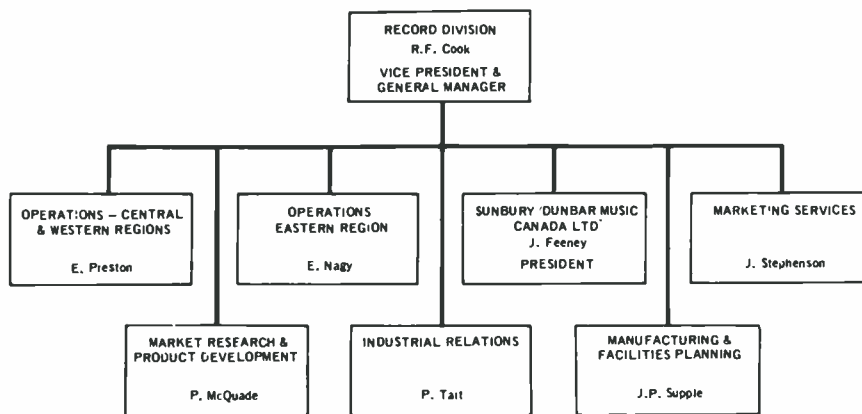 RECORD DIVISION
R.F. Cook
VICE PRESIDENT &
GENERAL MANAGER
OPERATIONS – CENTRAL
& WESTERN REGIONS
E. Preston
OPERATIONS
EASTERN REGION
E. Nagy
SUNBURY/DUNBAR MUSIC
CANADA LTD
J. Feeney
PRESIDENT
MARKETING SERVICES
J. Stephenson
MARKET RESEARCH &
PRODUCT DEVELOPMENT
P. McQuade
INDUSTRIAL RELATIONS
P. Tait
MANUFACTURING &
FACILITIES PLANNING
J.P. Supple